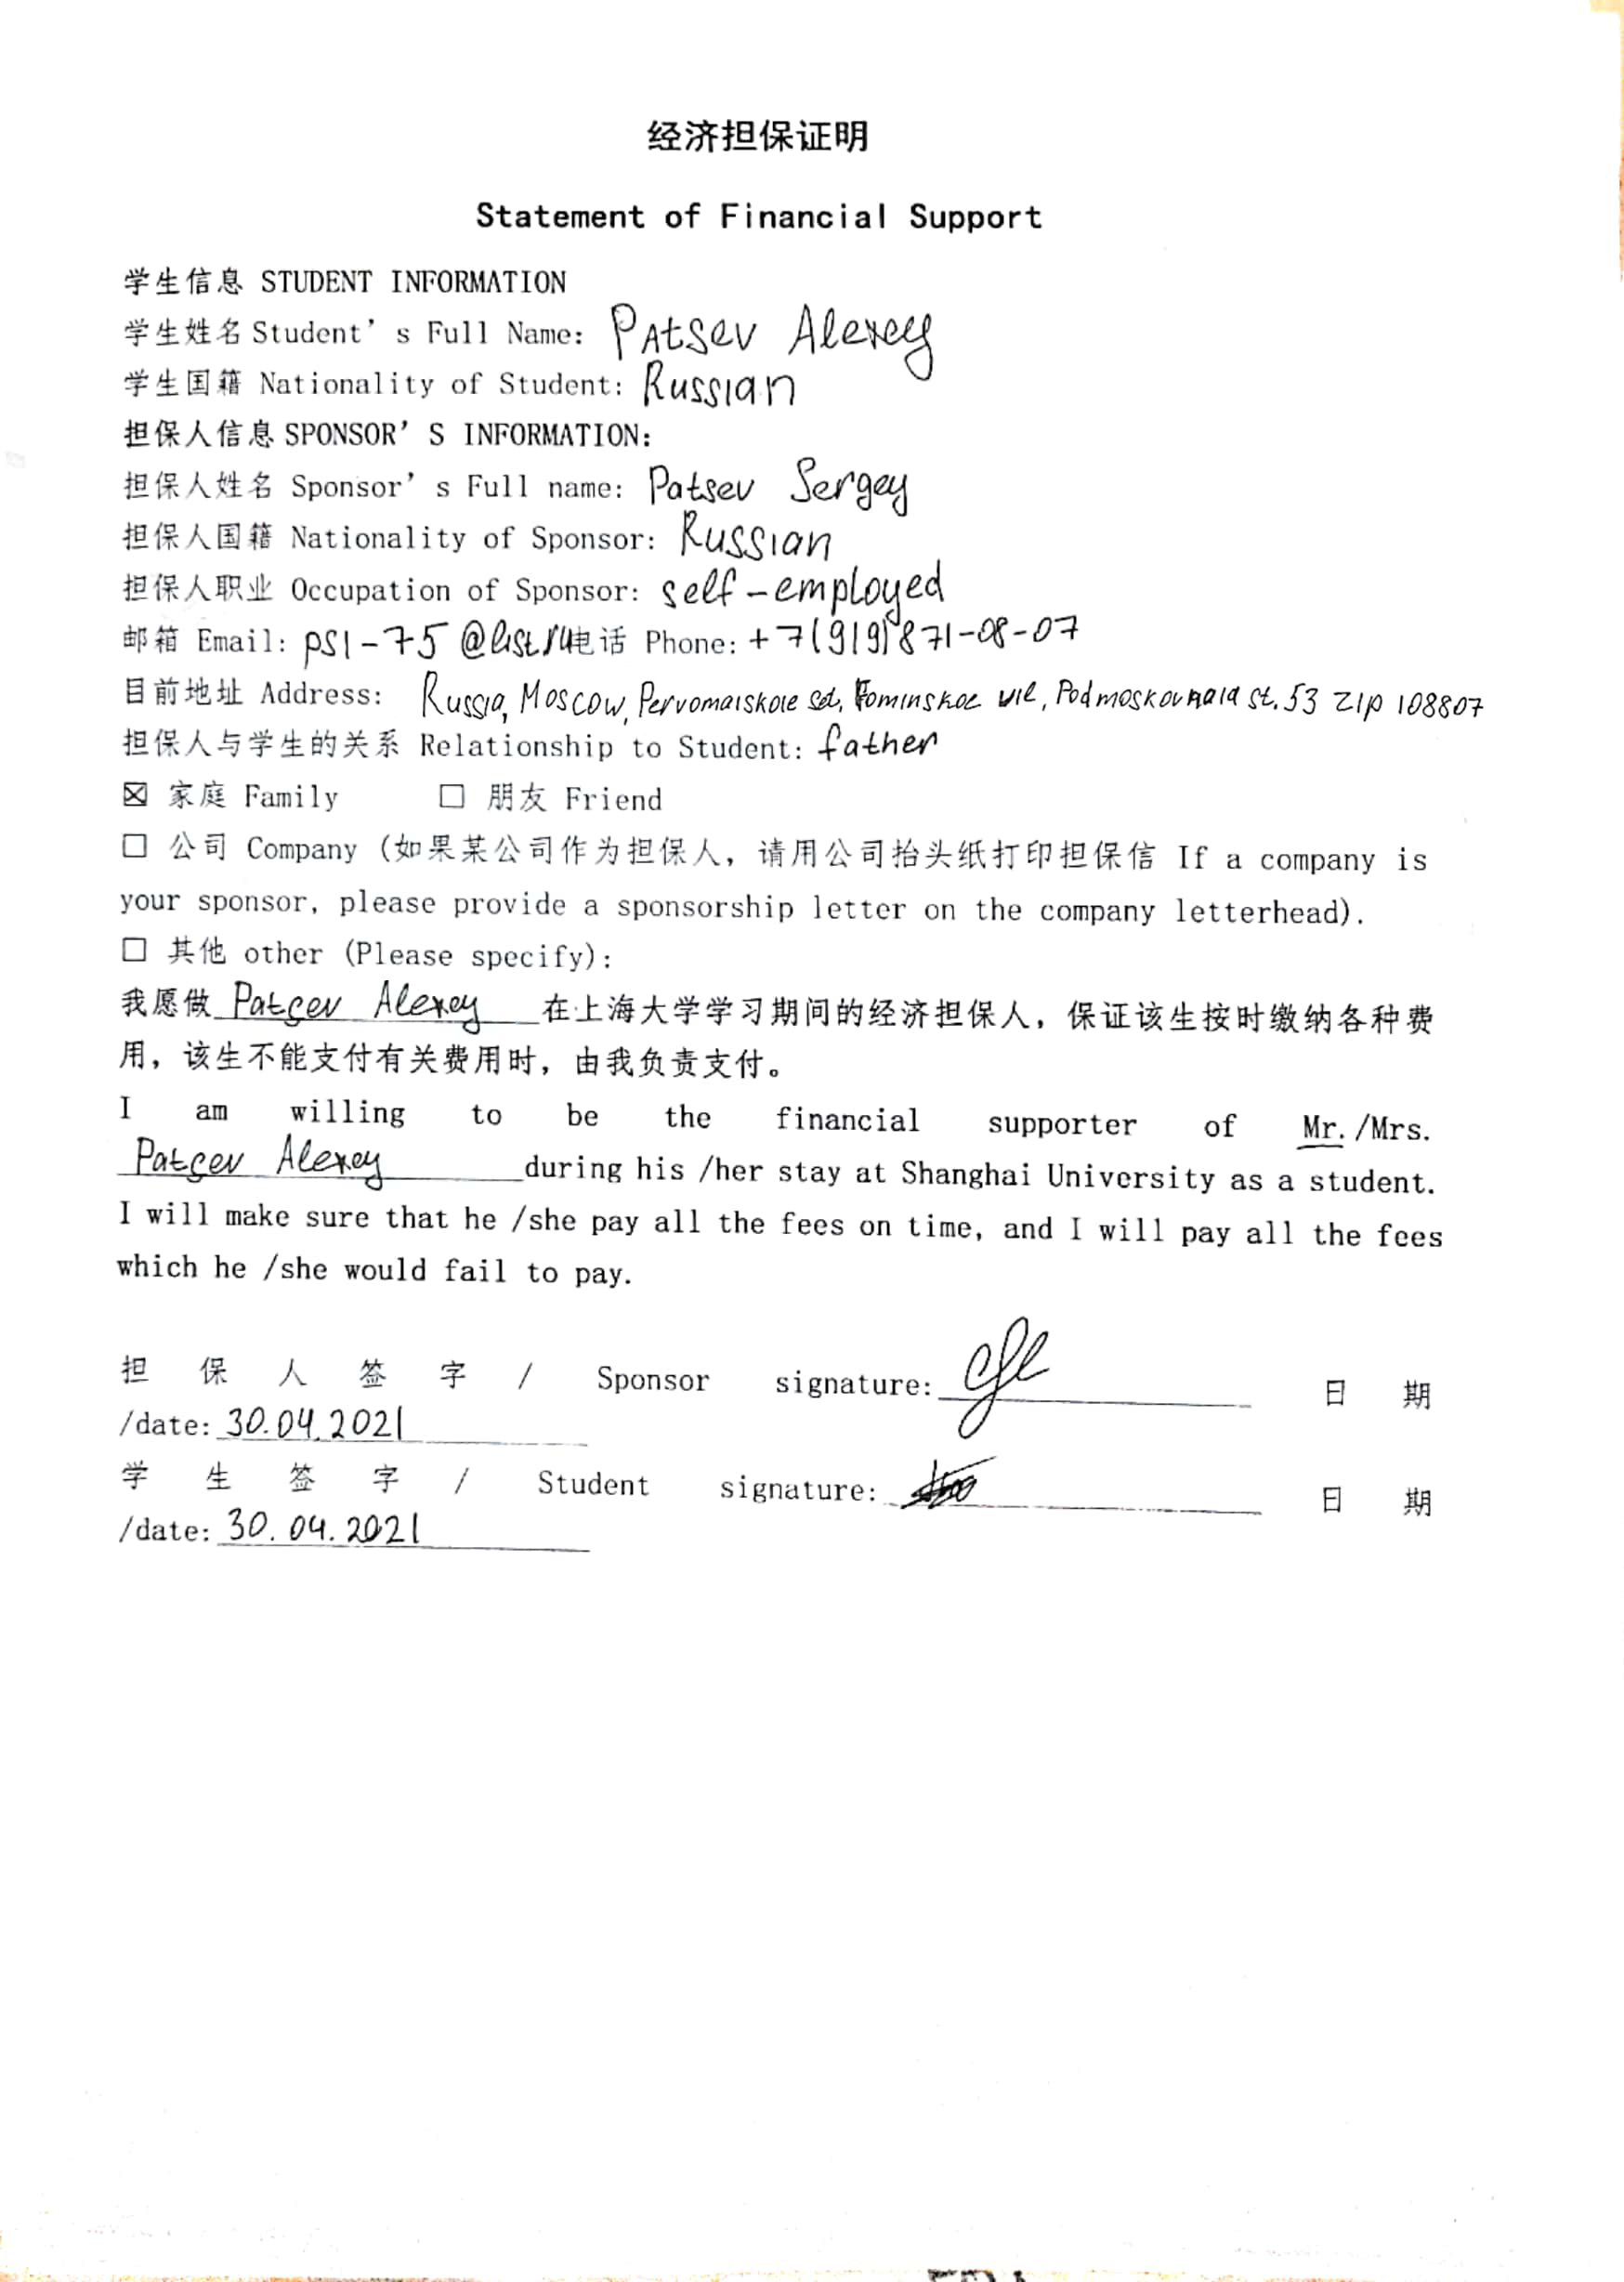 经济担保证明
Statement of Financial Support
学生信息 STUDENT INFORMATION
学生姓名 Student's Full Name: Patsev Alexey
学生国籍 Nationality of Student: Russian
担保人信息 SPONSOR'S INFORMATION:
担保人姓名 Sponsor's Full name: Patsev Sergey
担保人国籍 Nationality of Sponsor: Russian
担保人职业 Occupation of Sponsor: self-employed
邮箱 Email: ps1-75@list.ru 电话 Phone: +7(919)871-08-07
目前地址 Address: Russia, Moscow, Pervomaiskoie set, Fominskoe vil, Podmoskovnaia st. 53 zip 108807
担保人与学生的关系 Relationship to Student: father
☒ 家庭 Family □ 朋友 Friend
□ 公司 Company (如果某公司作为担保人, 请用公司抬头纸打印担保信 If a company is
your sponsor, please provide a sponsorship letter on the company letterhead).
□ 其他 other (Please specify):
我愿做 Patsev Alexey 在上海大学学习期间的经济担保人, 保证该生按时缴纳各种费
用, 该生不能支付有关费用时, 由我负责支付。
I am willing to be the financial supporter of Mr./Mrs.
Patsev Alexey during his /her stay at Shanghai University as a student.
I will make sure that he /she pay all the fees on time, and I will pay all the fees
which he /she would fail to pay.
担保人签字/ Sponsor signature: 日期
/date: 30.04.2021
学生签字/ Student signature: 日期
/date: 30.04.2021